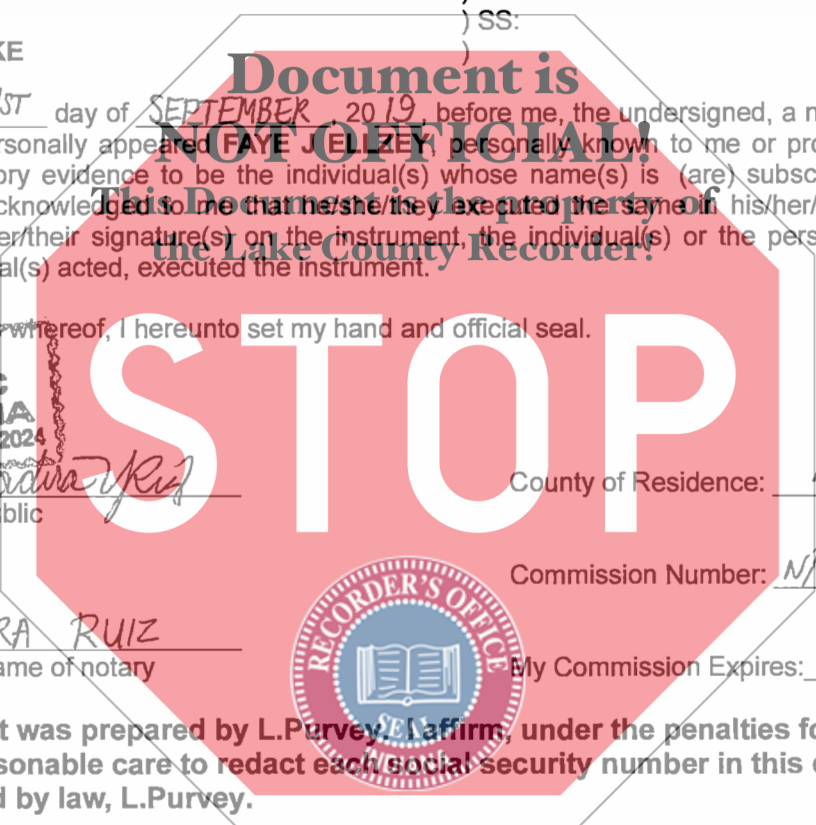 ) SS:
KE )
Document is
ST day of SEPTEMBER, 2019, before me, the undersigned, a n
rsonally appeared FAYE J ELLZEY, personally known to me or pro
NOT OFFICIAL!
ory evidence to be the individual(s) whose name(s) is (are) subsc
cknowledged to me that he/she/they executed the same in his/her/
This Document is the property of
er/their signature(s) on the instrument, the individual(s) or the pers
the Lake County Recorder!
al(s) acted, executed the instrument.
whereof, I hereunto set my hand and official seal.
STOP
IA
2024
County of Residence:
blic
Commission Number: N/
RECORDER'S OFFICE
RA RUIZ
ame of notary
My Commission Expires:
SEAL
t was prepared by L.Purvey. I affirm, under the penalties fo
sonable care to redact each social security number in this d
d by law, L.Purvey.